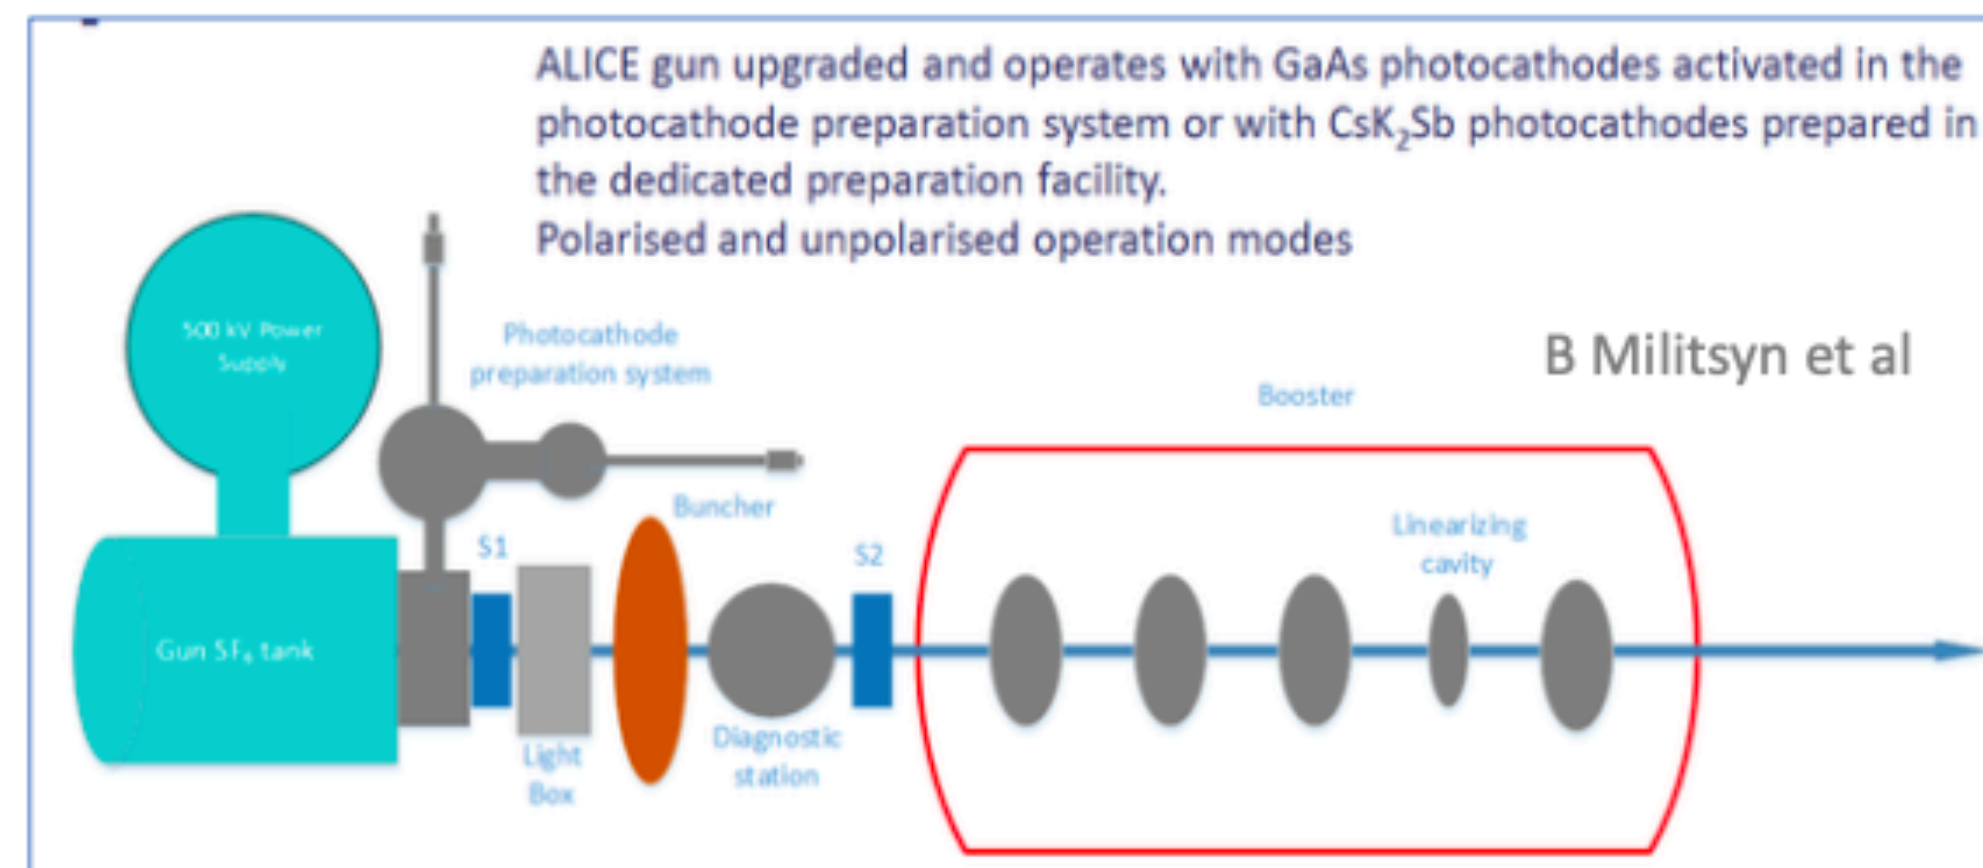 ALICE gun upgraded and operates with GaAs photocathodes activated in the
photocathode preparation system or with CsK₂Sb photocathodes prepared in
the dedicated preparation facility.
Polarised and unpolarised operation modes
500 kV Power
Supply
Photocathode
preparation system
B Militsyn et al
Booster
Buncher
Linearizing
cavity
S1
S2
Gun SF₆ tank
Diagnostic
station
Light
Box